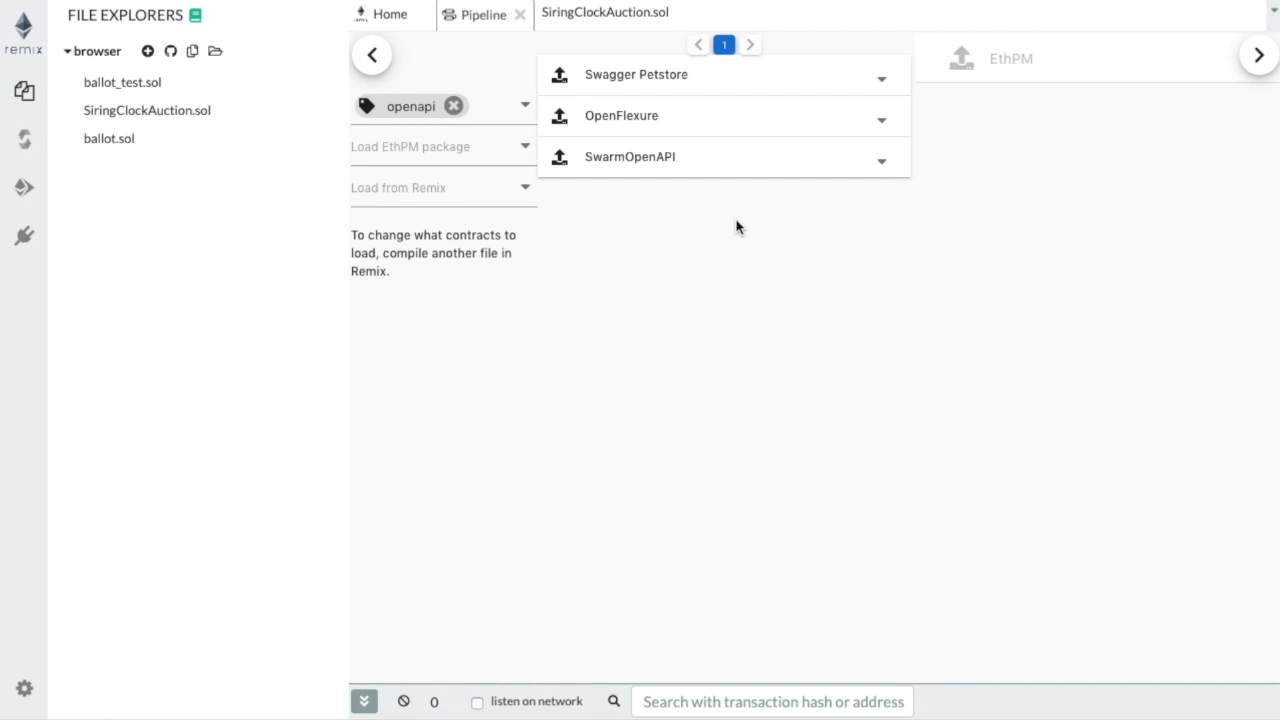 remix
FILE EXPLORERS
browser
ballot_test.sol
SiringClockAuction.sol
ballot.sol
Home
Pipeline
SiringClockAuction.sol
1
openapi
Load EthPM package
Load from Remix
To change what contracts to
load, compile another file in
Remix.
Swagger Petstore
OpenFlexure
SwarmOpenAPI
EthPM
0
listen on network
Search with transaction hash or address